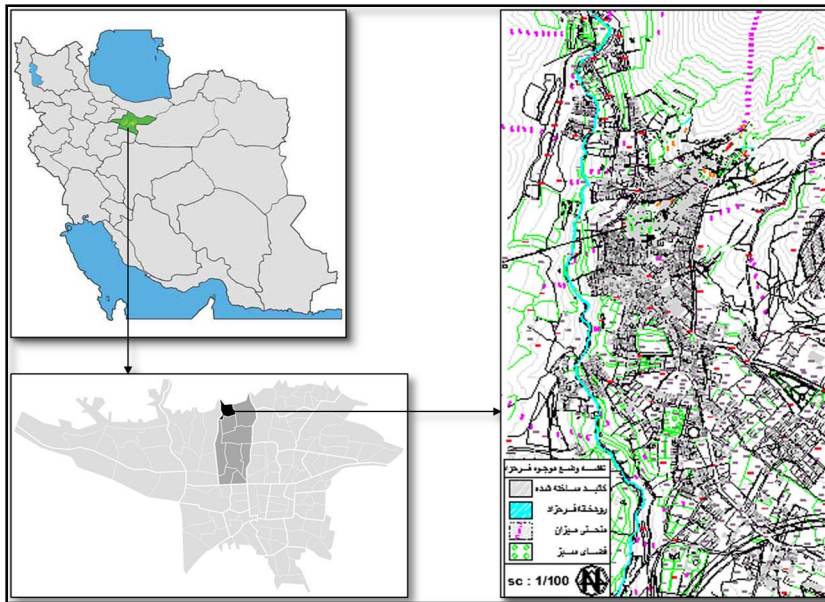 نقشه وضع موجود فرحزاد
کالبد ساخته شده
رودخانه فرحزاد
منحنی میزان
فضای سبز
sc : 1/100
N